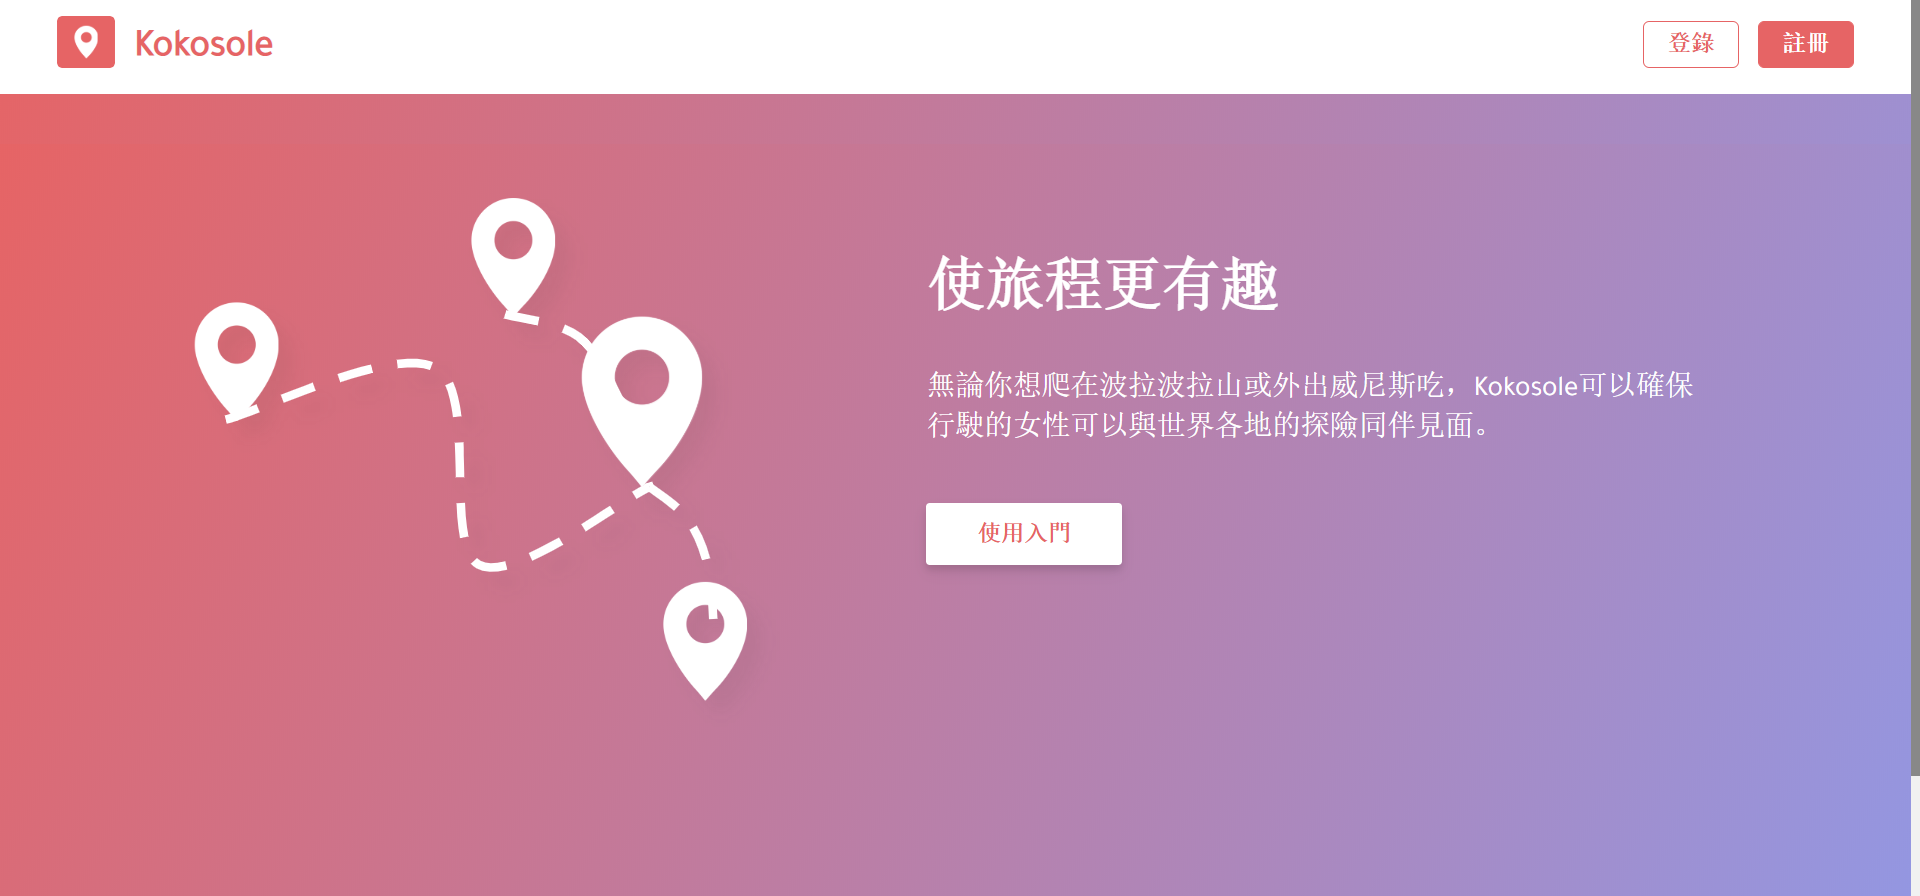 Kokosole
登錄
註冊
使旅程更有趣
無論你想爬在波拉波拉山或外出威尼斯吃，Kokosole可以確保
行駛的女性可以與世界各地的探險同伴見面。
使用入門